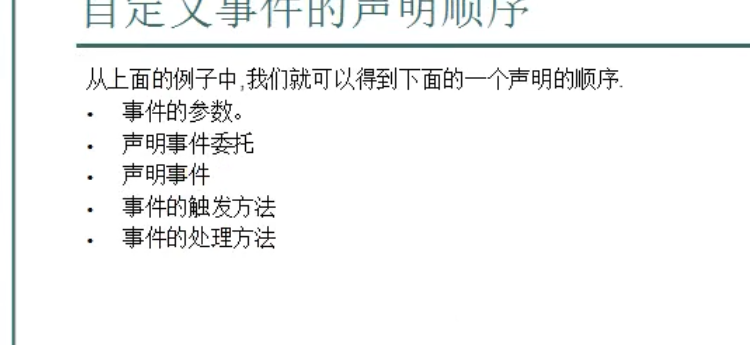 自定义事件的声明顺序
从上面的例子中,我们就可以得到下面的一个声明的顺序.
• 事件的参数。
• 声明事件委托
• 声明事件
• 事件的触发方法
• 事件的处理方法